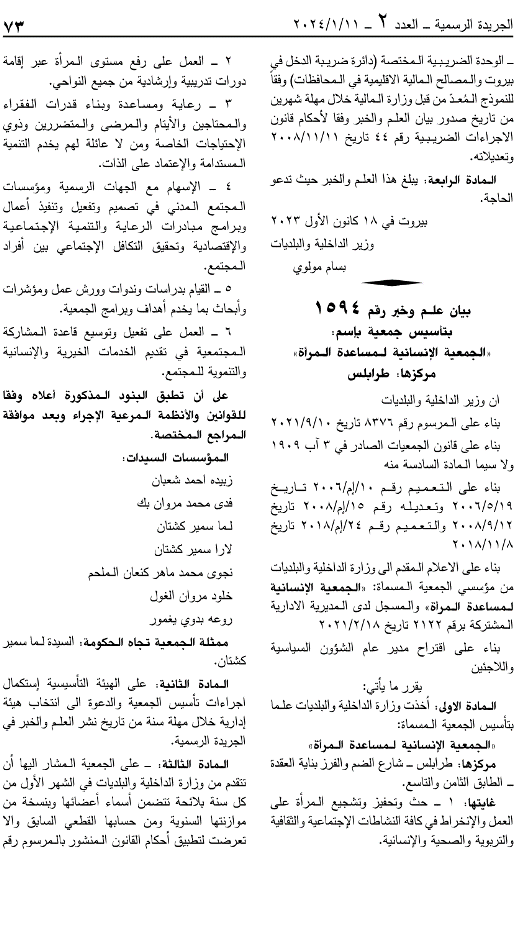 الجريدة الرسمية ـ العدد ٢ ـ ٢٠٢٤/١/١١
٧٣
ـ الوحدة الضريبية المختصة (دائرة ضريبة الدخل في
بيروت والمصالح المالية الاقليمية في المحافظات) وفقاً
للنموذج المُعدّ من قبل وزارة المالية خلال مهلة شهرين
من تاريخ صدور بيان العلم والخبر وفقا لأحكام قانون
الاجراءات الضريبية رقم ٤٤ تاريخ ٢٠٠٨/١١/١١
وتعديلاته.
المادة الرابعة: يبلغ هذا العلم والخبر حيث تدعو
الحاجة.
بيروت في ١٨ كانون الأول ٢٠٢٣
وزير الداخلية والبلديات
بسام مولوي
بيان علم وخبر رقم ١٥٩٤
بتأسيس جمعية بإسم:
«الجمعية الإنسانية لمساعدة المرأة»
مركزها: طرابلس
ان وزير الداخلية والبلديات
بناء على المرسوم رقم ٨٣٧٦ تاريخ ٢٠٢١/٩/١٠
بناء على قانون الجمعيات الصادر في ٣ آب ١٩٠٩
ولا سيما المادة السادسة منه
بناء على التعميم رقم ١٠/إم/٢٠٠٦ تاريخ
٢٠٠٦/٥/١٩ وتعديله رقم ١٥/إم/٢٠٠٨ تاريخ
٢٠٠٨/٩/١٢ والتعميم رقم ٢٤/إم/٢٠١٨ تاريخ
٢٠١٨/١١/٨
بناء على الاعلام المقدم الى وزارة الداخلية والبلديات
من مؤسسي الجمعية المسماة: «الجمعية الإنسانية
لمساعدة المرأة» والمسجل لدى المديرية الادارية
المشتركة برقم ٢١٢٢ تاريخ ٢٠٢١/٢/١٨
بناء على اقتراح مدير عام الشؤون السياسية
واللاجئين
يقرر ما يأتي:
المادة الاولى: أخذت وزارة الداخلية والبلديات علما
بتأسيس الجمعية المسماة:
«الجمعية الإنسانية لمساعدة المرأة»
مركزها: طرابلس ـ شارع الضم والفرز بناية العقدة
ـ الطابق الثامن والتاسع.
غايتها: ١ ـ حث وتحفيز وتشجيع المرأة على
العمل والإنخراط في كافة النشاطات الإجتماعية والثقافية
والتربوية والصحية والإنسانية.
٢ ـ العمل على رفع مستوى المرأة عبر إقامة
دورات تدريبية وإرشادية من جميع النواحي.
٣ ـ رعاية ومساعدة وبناء قدرات الفقراء
والمحتاجين والأيتام والمرضى والمتضررين وذوي
الإحتياجات الخاصة ومن لا عائلة لهم يخدم التنمية
المستدامة والإعتماد على الذات.
٤ ـ الإسهام مع الجهات الرسمية ومؤسسات
المجتمع المدني في تصميم وتفعيل وتنفيذ أعمال
وبرامج مبادرات الرعاية والتنمية الإجتماعية
والإقتصادية وتحقيق التكافل الإجتماعي بين أفراد
المجتمع.
٥ ـ القيام بدراسات وندوات وورش عمل ومؤشرات
وأبحاث بما يخدم أهداف وبرامج الجمعية.
٦ ـ العمل على تفعيل وتوسيع قاعدة المشاركة
المجتمعية في تقديم الخدمات الخيرية والإنسانية
والتنموية للمجتمع.
على أن تطبق البنود المذكورة أعلاه وفقا
للقوانين والأنظمة المرعية الإجراء وبعد موافقة
المراجع المختصة.
المؤسسات السيدات:
زبيده احمد شعبان
فدى محمد مروان بك
لما سمير كشتان
لارا سمير كشتان
نجوى محمد ماهر كنعان الملحم
خلود مروان الغول
روعه بدوي يغمور
ممثلة الجمعية تجاه الحكومة: السيدة لما سمير
كشتان.
المادة الثانية: على الهيئة التأسيسية إستكمال
اجراءات تأسيس الجمعية والدعوة الى انتخاب هيئة
إدارية خلال مهلة سنة من تاريخ نشر العلم والخبر في
الجريدة الرسمية.
المادة الثالثة: ـ على الجمعية المشار اليها أن
تتقدم من وزارة الداخلية والبلديات في الشهر الأول من
كل سنة بلائحة تتضمن أسماء أعضائها وبنسخة من
موازنتها السنوية ومن حسابها القطعي السابق والا
تعرضت لتطبيق أحكام القانون المنشور بالمرسوم رقم